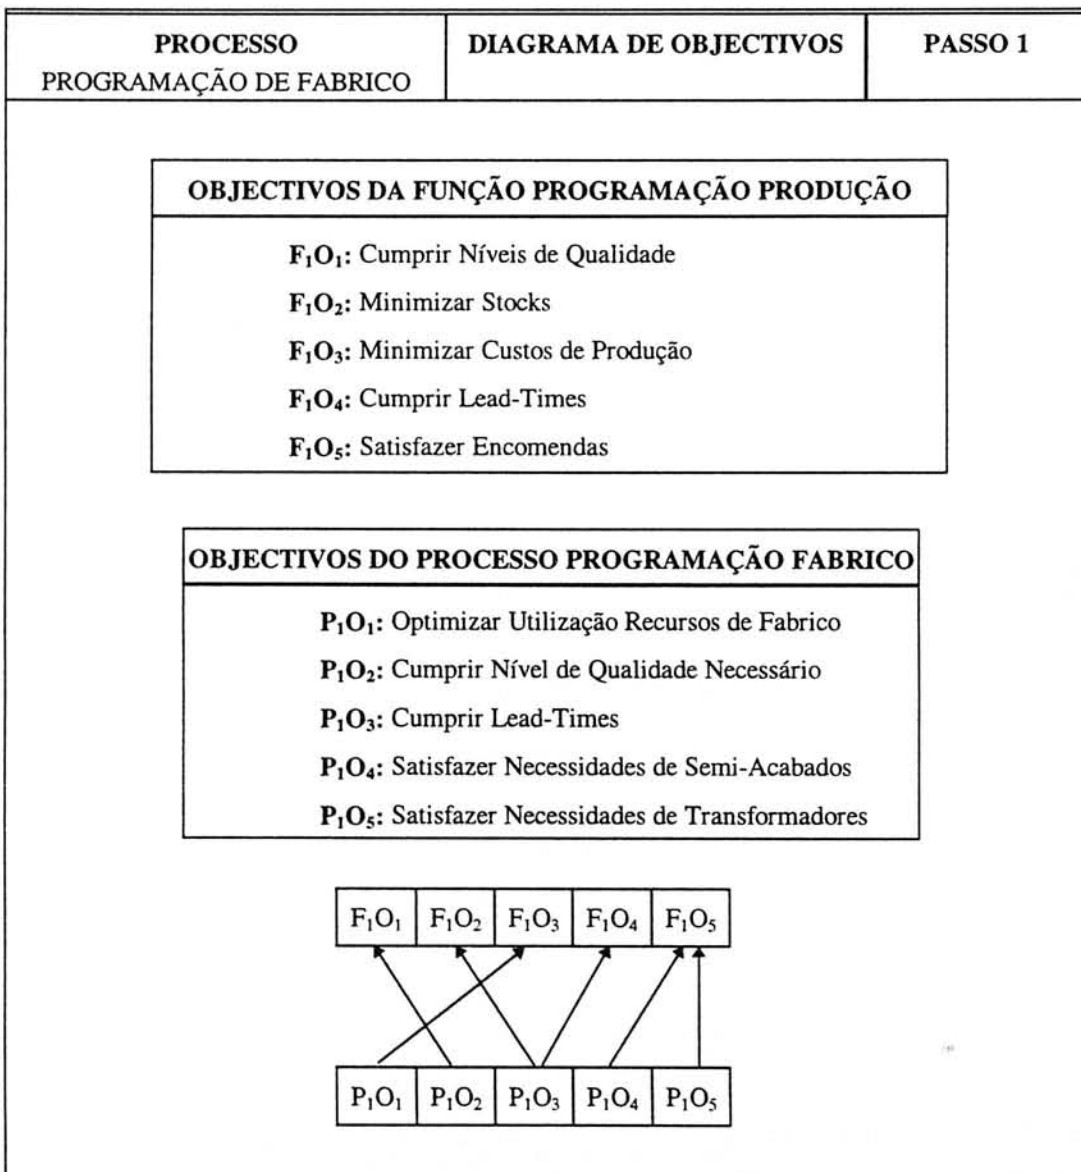 PROCESSO
PROGRAMAÇÃO DE FABRICO
DIAGRAMA DE OBJECTIVOS
PASSO 1
OBJECTIVOS DA FUNÇÃO PROGRAMAÇÃO PRODUÇÃO
F₁O₁: Cumprir Níveis de Qualidade
F₁O₂: Minimizar Stocks
F₁O₃: Minimizar Custos de Produção
F₁O₄: Cumprir Lead-Times
F₁O₅: Satisfazer Encomendas
OBJECTIVOS DO PROCESSO PROGRAMAÇÃO FABRICO
P₁O₁: Optimizar Utilização Recursos de Fabrico
P₁O₂: Cumprir Nível de Qualidade Necessário
P₁O₃: Cumprir Lead-Times
P₁O₄: Satisfazer Necessidades de Semi-Acabados
P₁O₅: Satisfazer Necessidades de Transformadores
F₁O₁ F₁O₂ F₁O₃ F₁O₄ F₁O₅
P₁O₁ P₁O₂ P₁O₃ P₁O₄ P₁O₅